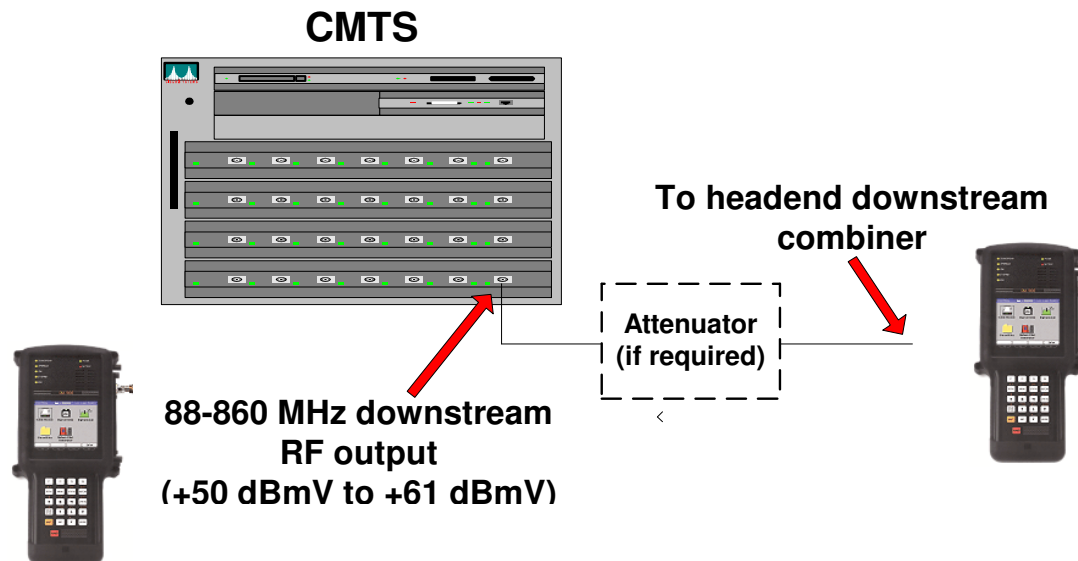 CMTS
To headend downstream
combiner
Attenuator
(if required)
88-860 MHz downstream
RF output
(+50 dBmV to +61 dBmV)